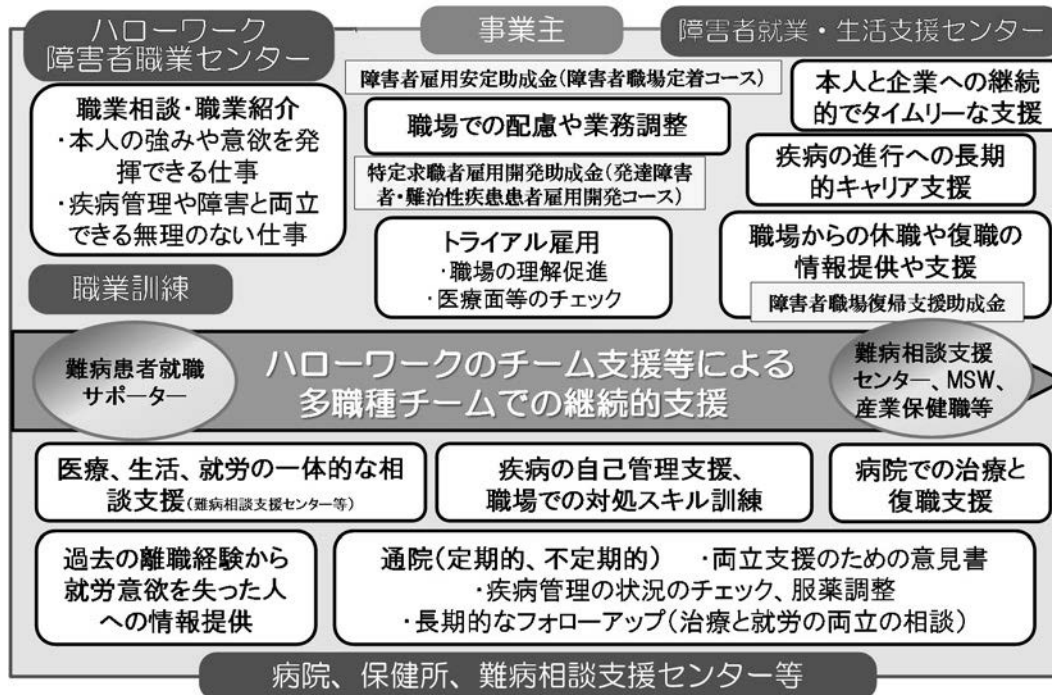 ハローワーク
障害者職業センター
職業相談・職業紹介
・本人の強みや意欲を発
揮できる仕事
・疾病管理や障害と両立
できる無理のない仕事
職業訓練
事業主
障害者雇用安定助成金(障害者職場定着コース)
職場での配慮や業務調整
特定求職者雇用開発助成金(発達障害
者・難治性疾患患者雇用開発コース)
トライアル雇用
・職場の理解促進
・医療面等のチェック
障害者就業・生活支援センター
本人と企業への継続
的でタイムリーな支援
疾病の進行への長期
的キャリア支援
職場からの休職や復職の
情報提供や支援
障害者職場復帰支援助成金
難病患者就職
サポーター
ハローワークのチーム支援等による
多職種チームでの継続的支援
難病相談支援
センター、MSW、
産業保健職等
医療、生活、就労の一体的な相
談支援(難病相談支援センター等)
疾病の自己管理支援、
職場での対処スキル訓練
病院での治療と
復職支援
過去の離職経験から
就労意欲を失った人
への情報提供
通院(定期的、不定期的) ・両立支援のための意見書
・疾病管理の状況のチェック、服薬調整
・長期的なフォローアップ(治療と就労の両立の相談)
病院、保健所、難病相談支援センター等